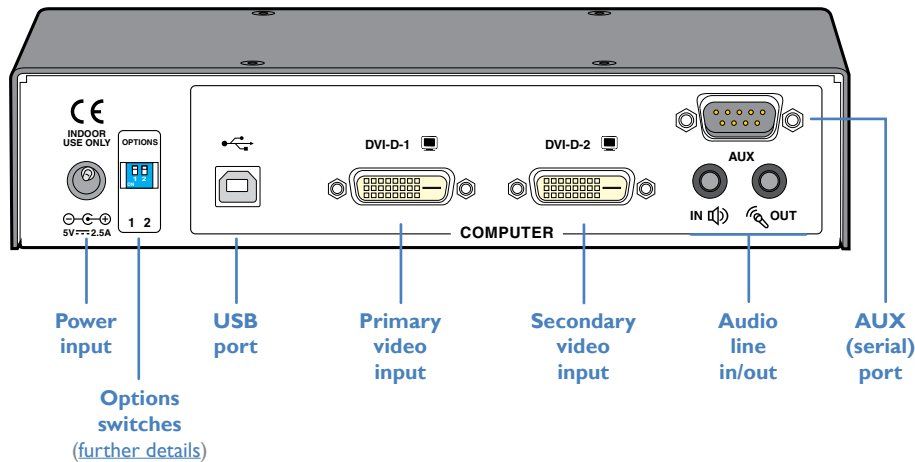 CE
INDOOR
USE ONLY
OPTIONS
1 2
ON
1 2
5V 2.5A
DVI-D-1
DVI-D-2
AUX
IN
OUT
COMPUTER
Power
input
Options
switches
(further details)
USB
port
Primary
video
input
Secondary
video
input
Audio
line
in/out
AUX
(serial)
port